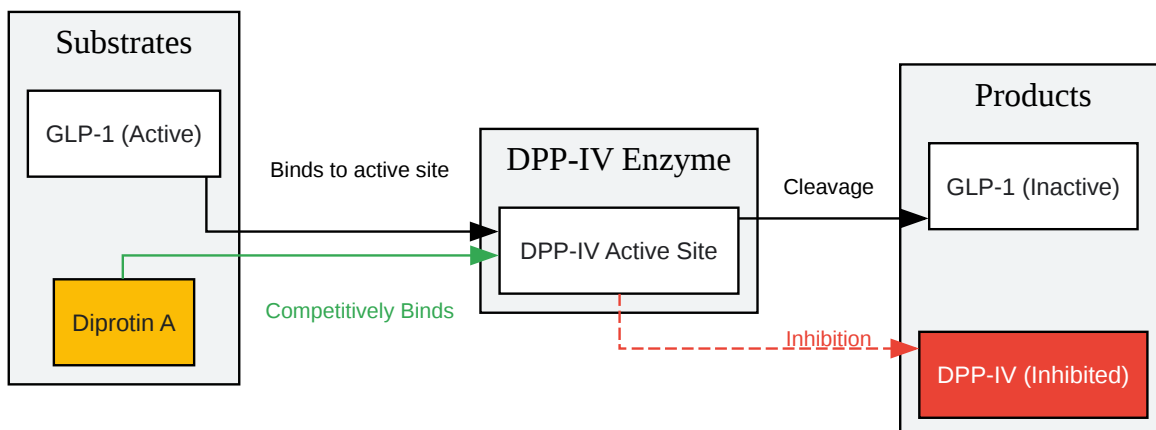 Substrates
GLP-1 (Active)
Diprotin A
Binds to active site
Competitively Binds
DPP-IV Enzyme
DPP-IV Active Site
Cleavage
Inhibition
Products
GLP-1 (Inactive)
DPP-IV (Inhibited)